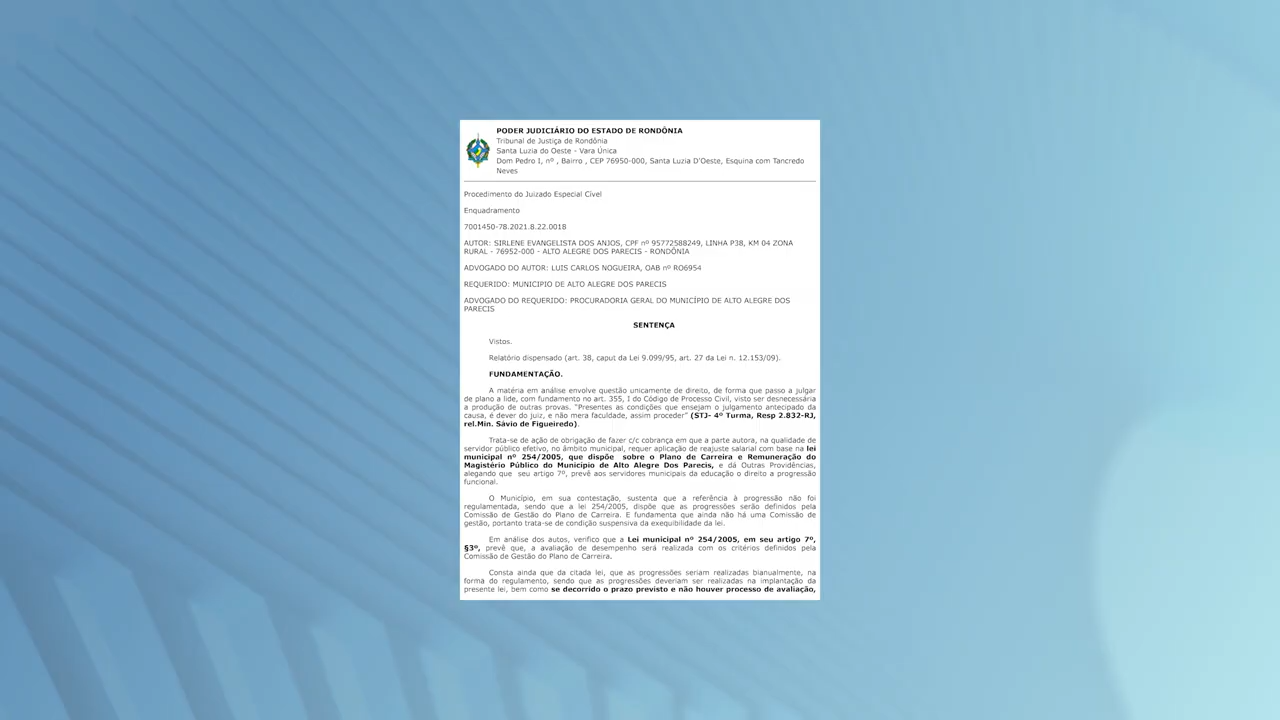 PODER JUDICIÁRIO DO ESTADO DE RONDÔNIA
Tribunal de Justiça de Rondônia
Santa Luzia do Oeste - Vara Única
Dom Pedro I, nº , Bairro , CEP 76950-000, Santa Luzia D'Oeste, Esquina com Tancredo
Neves
Procedimento do Juizado Especial Cível
Enquadramento
7001450-78.2021.8.22.0018
AUTOR: SIRLENE EVANGELISTA DOS ANJOS, CPF nº 95772588249, LINHA P38, KM 04 ZONA
RURAL - 76952-000 - ALTO ALEGRE DOS PARECIS - RONDÔNIA
ADVOGADO DO AUTOR: LUIS CARLOS NOGUEIRA, OAB nº RO6954
REQUERIDO: MUNICIPIO DE ALTO ALEGRE DOS PARECIS
ADVOGADO DO REQUERIDO: PROCURADORIA GERAL DO MUNICÍPIO DE ALTO ALEGRE DOS
PARECIS
SENTENÇA
Vistos.
Relatório dispensado (art. 38, caput da Lei 9.099/95, art. 27 da Lei n. 12.153/09).
FUNDAMENTAÇÃO.
A matéria em análise envolve questão unicamente de direito, de forma que passo a julgar
de plano a lide, com fundamento no art. 355, I do Código de Processo Civil, visto ser desnecessária
a produção de outras provas. "Presentes as condições que ensejam o julgamento antecipado da
causa, é dever do juiz, e não mera faculdade, assim proceder" (STJ- 4º Turma, Resp 2.832-RJ,
rel.Min. Sávio de Figueiredo).
Trata-se de ação de obrigação de fazer c/c cobrança em que a parte autora, na qualidade de
servidor público efetivo, no âmbito municipal, requer aplicação de reajuste salarial com base na lei
municipal nº 254/2005, que dispõe sobre o Plano de Carreira e Remuneração do
Magistério Público do Município de Alto Alegre Dos Parecis, e dá Outras Providências,
alegando que seu artigo 7º, prevê aos servidores municipais da educação o direito a progressão
funcional.
O Município, em sua contestação, sustenta que a referência à progressão não foi
regulamentada, sendo que a lei 254/2005, dispõe que as progressões serão definidos pela
Comissão de Gestão do Plano de Carreira. E fundamenta que ainda não há uma Comissão de
gestão, portanto trata-se de condição suspensiva da exequibilidade da lei.
Em análise dos autos, verifico que a Lei municipal nº 254/2005, em seu artigo 7º,
§3º, prevê que, a avaliação de desempenho será realizada com os critérios definidos pela
Comissão de Gestão do Plano de Carreira.
Consta ainda que da citada lei, que as progressões seriam realizadas bianualmente, na
forma do regulamento, sendo que as progressões deveriam ser realizadas na implantação da
presente lei, bem como se decorrido o prazo previsto e não houver processo de avaliação,